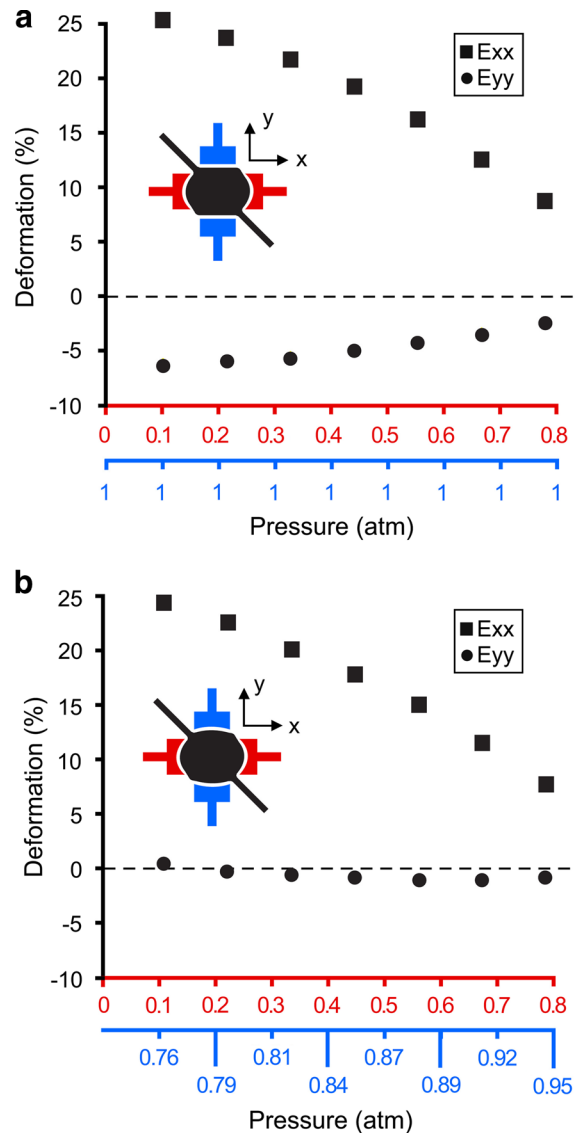 a
25
20
15
10
5
0
-5
-10
Deformation (%)
Exx
Eyy
y
x
0 0.1 0.2 0.3 0.4 0.5 0.6 0.7 0.8
1 1 1 1 1 1 1 1 1
Pressure (atm)
b
25
20
15
10
5
0
-5
-10
Deformation (%)
Exx
Eyy
y
x
0 0.1 0.2 0.3 0.4 0.5 0.6 0.7 0.8
0.76 0.81 0.87 0.92
0.79 0.84 0.89 0.95
Pressure (atm)